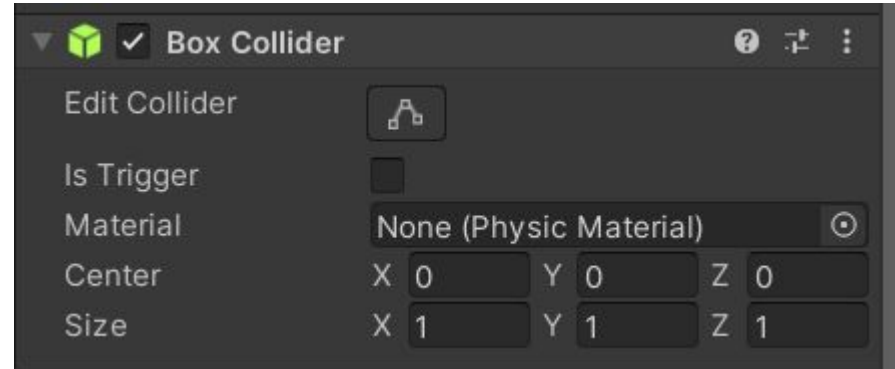 Box Collider
Edit Collider
Is Trigger
Material None (Physic Material)
Center X 0 Y 0 Z 0
Size X 1 Y 1 Z 1